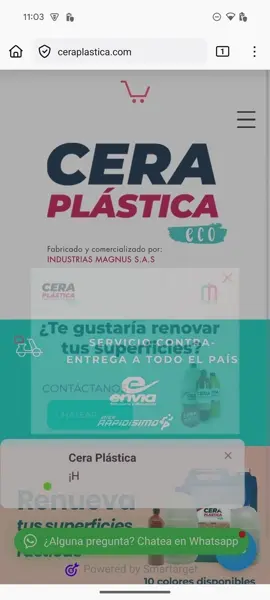 11:03
ceraplastica.com
1
CERA
PLÁSTICA
eco
Fabricado y comercializado por:
INDUSTRIAS MAGNUS S.A.S
CERA
PLÁSTICA
¿Te gustaría renovar
tus superficies?
SERVICIO CONTRA-
ENTREGA A TODO EL PAÍS
CONTÁCTANO
envia
RAPIDÍSIMO
Cera Plástica
¡H
Renueva
tus superficies
¿Alguna pregunta? Chatea en Whatsapp
Powered by Smartarget
10 colores disponibles